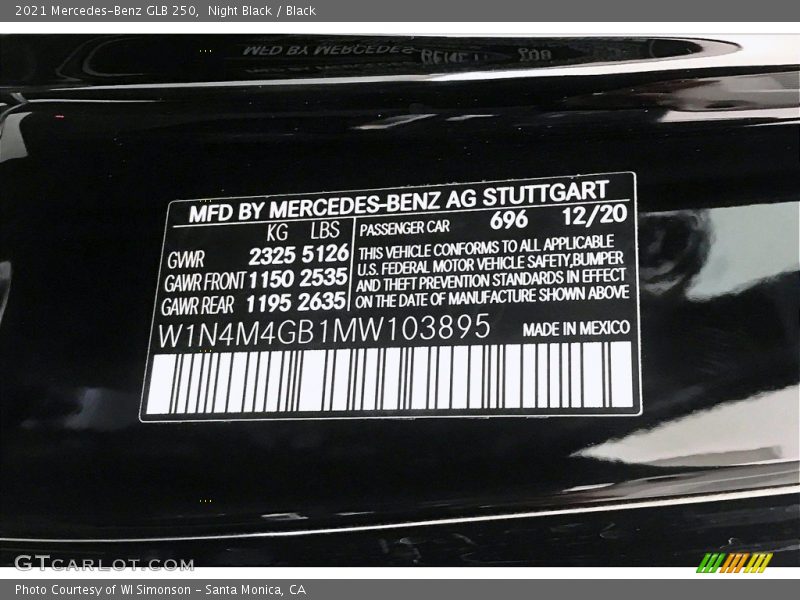 2021 Mercedes-Benz GLB 250, Night Black / Black
MFD BY MERCEDES-BENZ AG STUTTGART
KG LBS
GWR 2325 5126
GAWR FRONT 1150 2535
GAWR REAR 1195 2635
PASSENGER CAR 696 12/20
THIS VEHICLE CONFORMS TO ALL APPLICABLE
U.S. FEDERAL MOTOR VEHICLE SAFETY, BUMPER
AND THEFT PREVENTION STANDARDS IN EFFECT
ON THE DATE OF MANUFACTURE SHOWN ABOVE
W1N4M4GB1MW103895 MADE IN MEXICO
GTcarlot.com
Photo Courtesy of WI Simonson - Santa Monica, CA